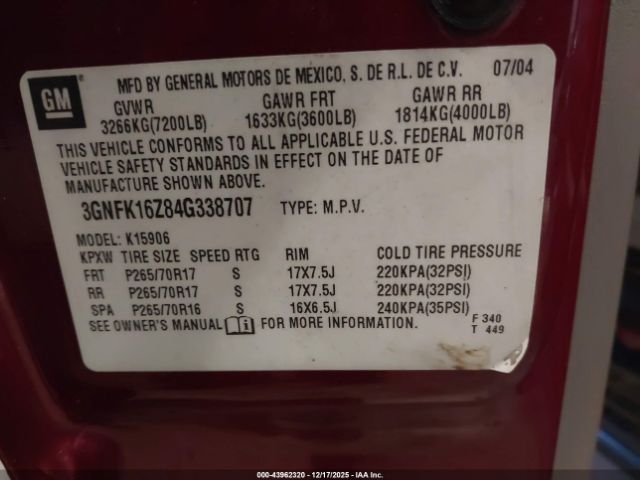 GM
MFD BY GENERAL MOTORS DE MEXICO, S. DE R.L. DE C.V. 07/04
GVWR GAWR FRT GAWR RR
3266KG(7200LB) 1633KG(3600LB) 1814KG(4000LB)
THIS VEHICLE CONFORMS TO ALL APPLICABLE U.S. FEDERAL MOTOR
VEHICLE SAFETY STANDARDS IN EFFECT ON THE DATE OF
MANUFACTURE SHOWN ABOVE.
3GNFK16Z84G338707 TYPE: M.P.V.
MODEL: K15906
KPXW TIRE SIZE SPEED RTG RIM COLD TIRE PRESSURE
FRT P265/70R17 S 17X7.5J 220KPA(32PSI)
RR P265/70R17 S 17X7.5J 220KPA(32PSI)
SPA P265/70R16 S 16X6.5J 240KPA(35PSI)
SEE OWNER'S MANUAL FOR MORE INFORMATION. F 340
T 449
000-43962320 - 12/17/2025 - IAA Inc.